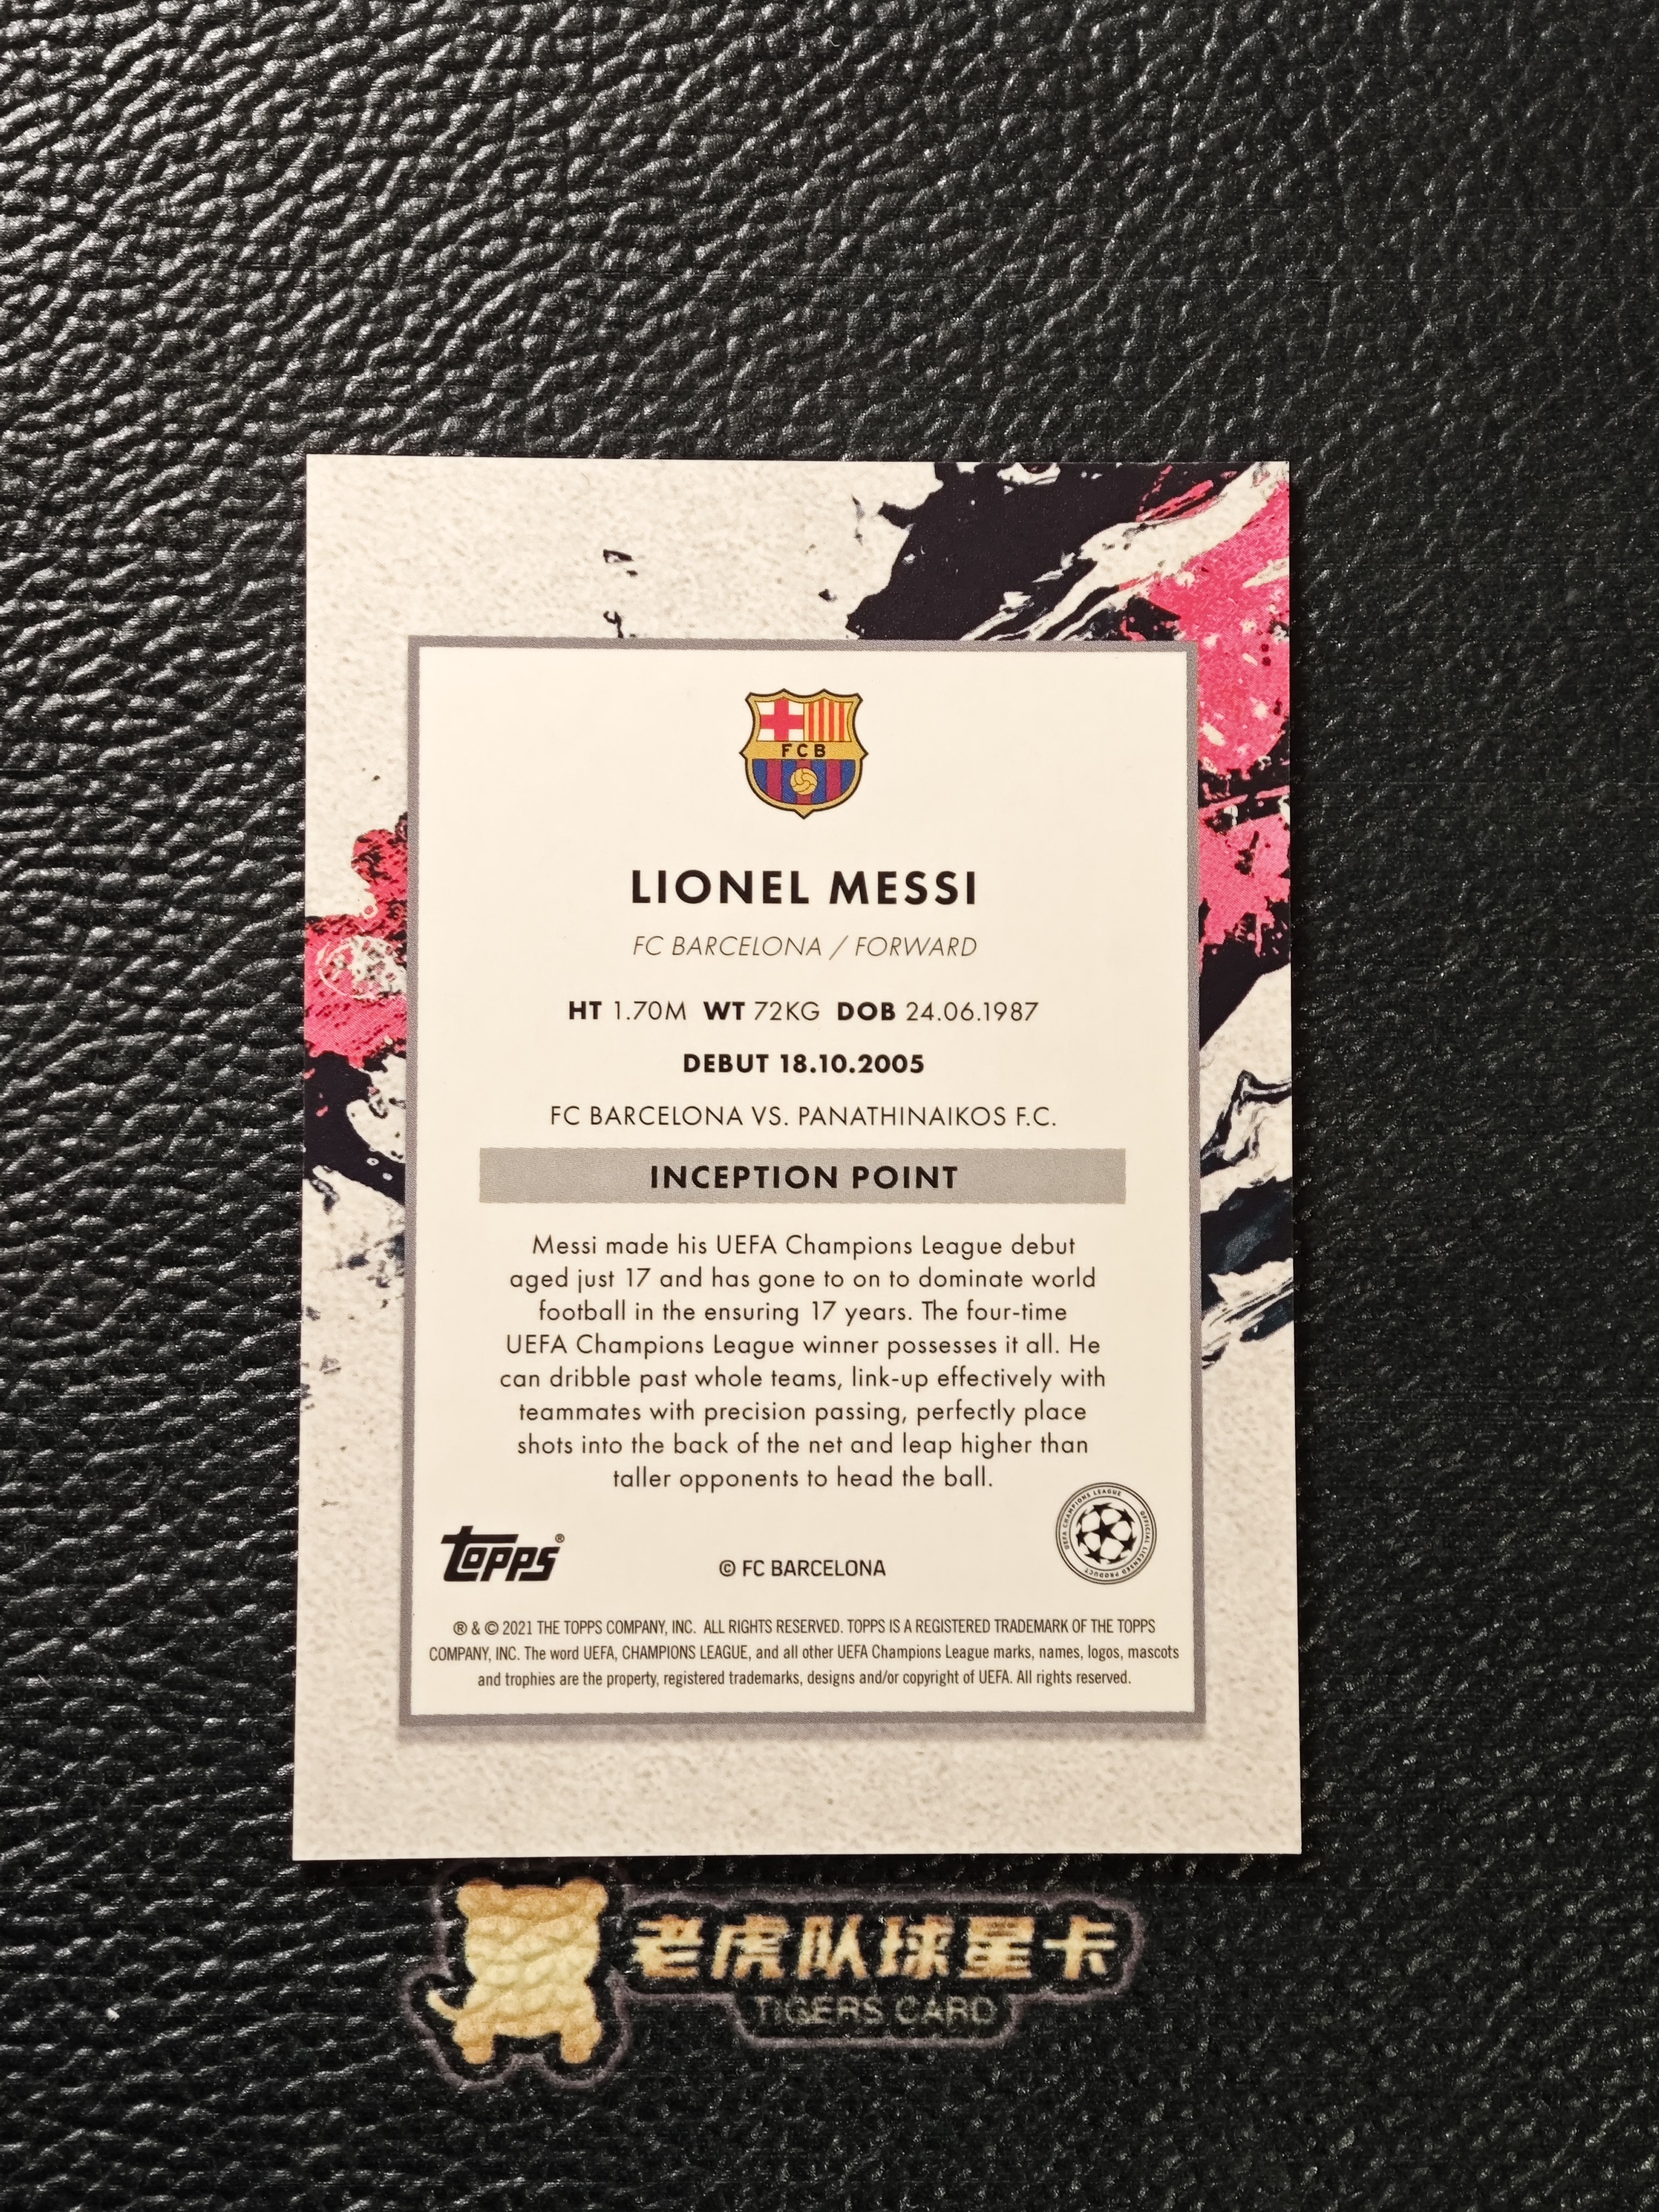 FCB
LIONEL MESSI
FC BARCELONA / FORWARD
HT 1.70M WT 72KG DOB 24.06.1987
DEBUT 18.10.2005
FC BARCELONA VS. PANATHINAIKOS F.C.
INCEPTION POINT
Messi made his UEFA Champions League debut
aged just 17 and has gone to on to dominate world
football in the ensuring 17 years. The four-time
UEFA Champions League winner possesses it all. He
can dribble past whole teams, link-up effectively with
teammates with precision passing, perfectly place
shots into the back of the net and leap higher than
taller opponents to head the ball.
UEFA CHAMPIONS LEAGUE OFFICIAL LICENSED PRODUCT
topps®
© FC BARCELONA
® & © 2021 THE TOPPS COMPANY, INC. ALL RIGHTS RESERVED. TOPPS IS A REGISTERED TRADEMARK OF THE TOPPS
COMPANY, INC. The word UEFA, CHAMPIONS LEAGUE, and all other UEFA Champions League marks, names, logos, mascots
and trophies are the property, registered trademarks, designs and/or copyright of UEFA. All rights reserved.
老虎队球星卡
TIGERS CARD